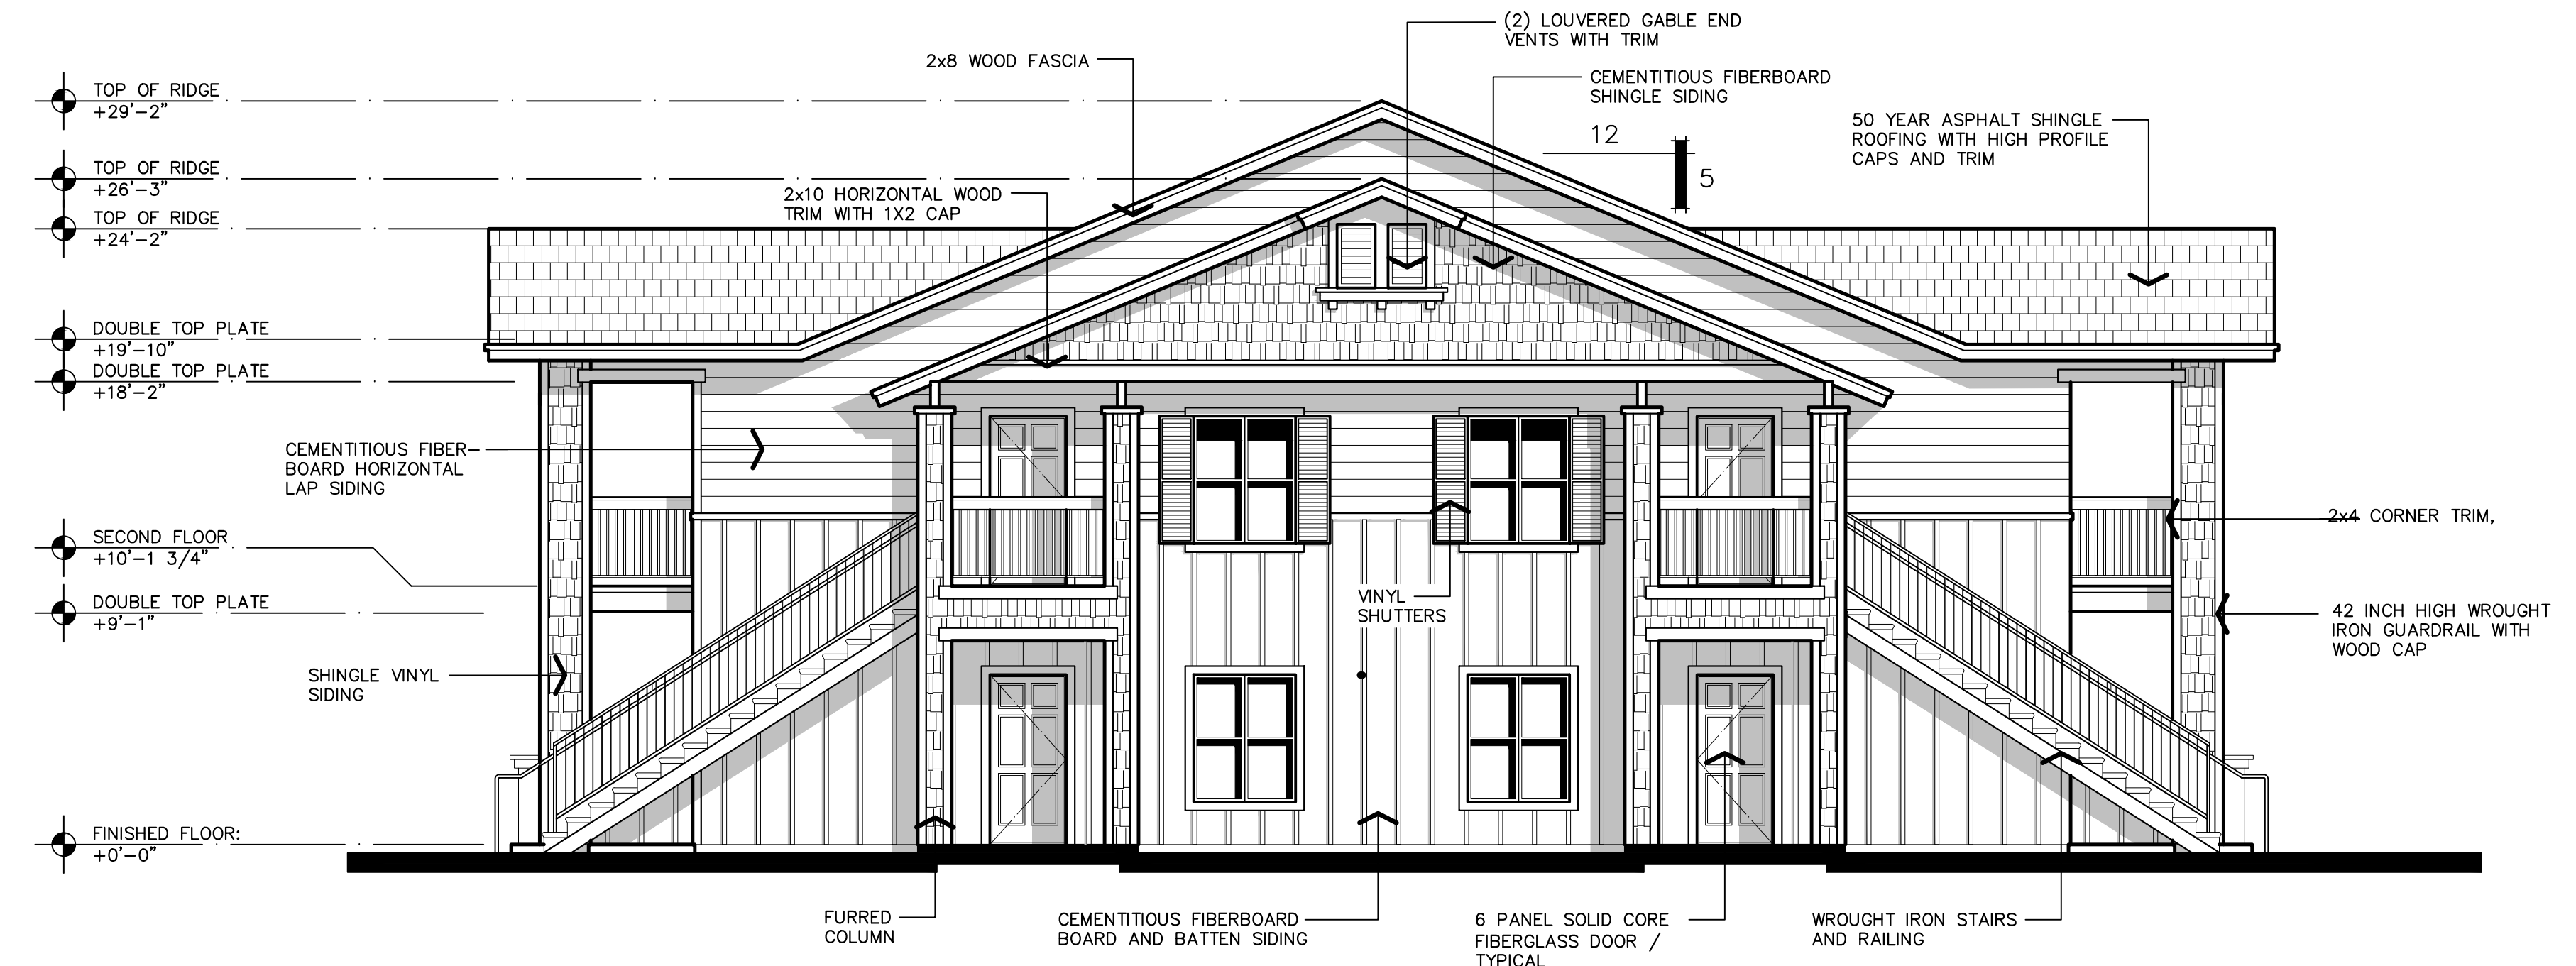 (2) LOUVERED GABLE END
VENTS WITH TRIM
2x8 WOOD FASCIA
CEMENTITIOUS FIBERBOARD
SHINGLE SIDING
TOP OF RIDGE
+29'-2"
50 YEAR ASPHALT SHINGLE
ROOFING WITH HIGH PROFILE
CAPS AND TRIM
12
5
TOP OF RIDGE
+26'-3"
2x10 HORIZONTAL WOOD
TRIM WITH 1X2 CAP
TOP OF RIDGE
+24'-2"
DOUBLE TOP PLATE
+19'-10"
DOUBLE TOP PLATE
+18'-2"
CEMENTITIOUS FIBER-
BOARD HORIZONTAL
LAP SIDING
2x4 CORNER TRIM,
SECOND FLOOR
+10'-1 3/4"
DOUBLE TOP PLATE
+9'-1"
VINYL
SHUTTERS
42 INCH HIGH WROUGHT
IRON GUARDRAIL WITH
WOOD CAP
SHINGLE VINYL
SIDING
FINISHED FLOOR:
+0'-0"
FURRED
COLUMN
CEMENTITIOUS FIBERBOARD
BOARD AND BATTEN SIDING
6 PANEL SOLID CORE
FIBERGLASS DOOR /
TYPICAL
WROUGHT IRON STAIRS
AND RAILING